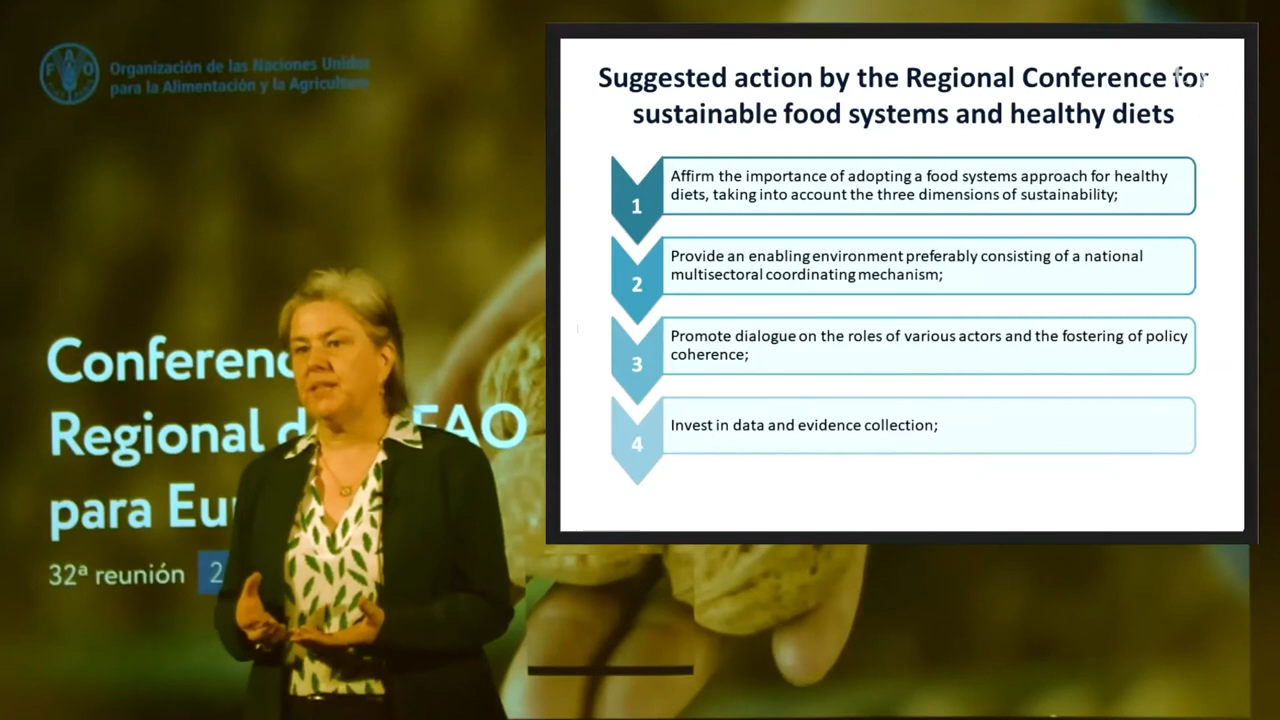 FAO
Organización de las Naciones Unidas
para la Alimentación y la Agricultura
Conferenc
Regional d FAO
para Eu
32ª reunión 2
Suggested action by the Regional Conference for
sustainable food systems and healthy diets
1
Affirm the importance of adopting a food systems approach for healthy
diets, taking into account the three dimensions of sustainability;
2
Provide an enabling environment preferably consisting of a national
multisectoral coordinating mechanism;
3
Promote dialogue on the roles of various actors and the fostering of policy
coherence;
4
Invest in data and evidence collection;